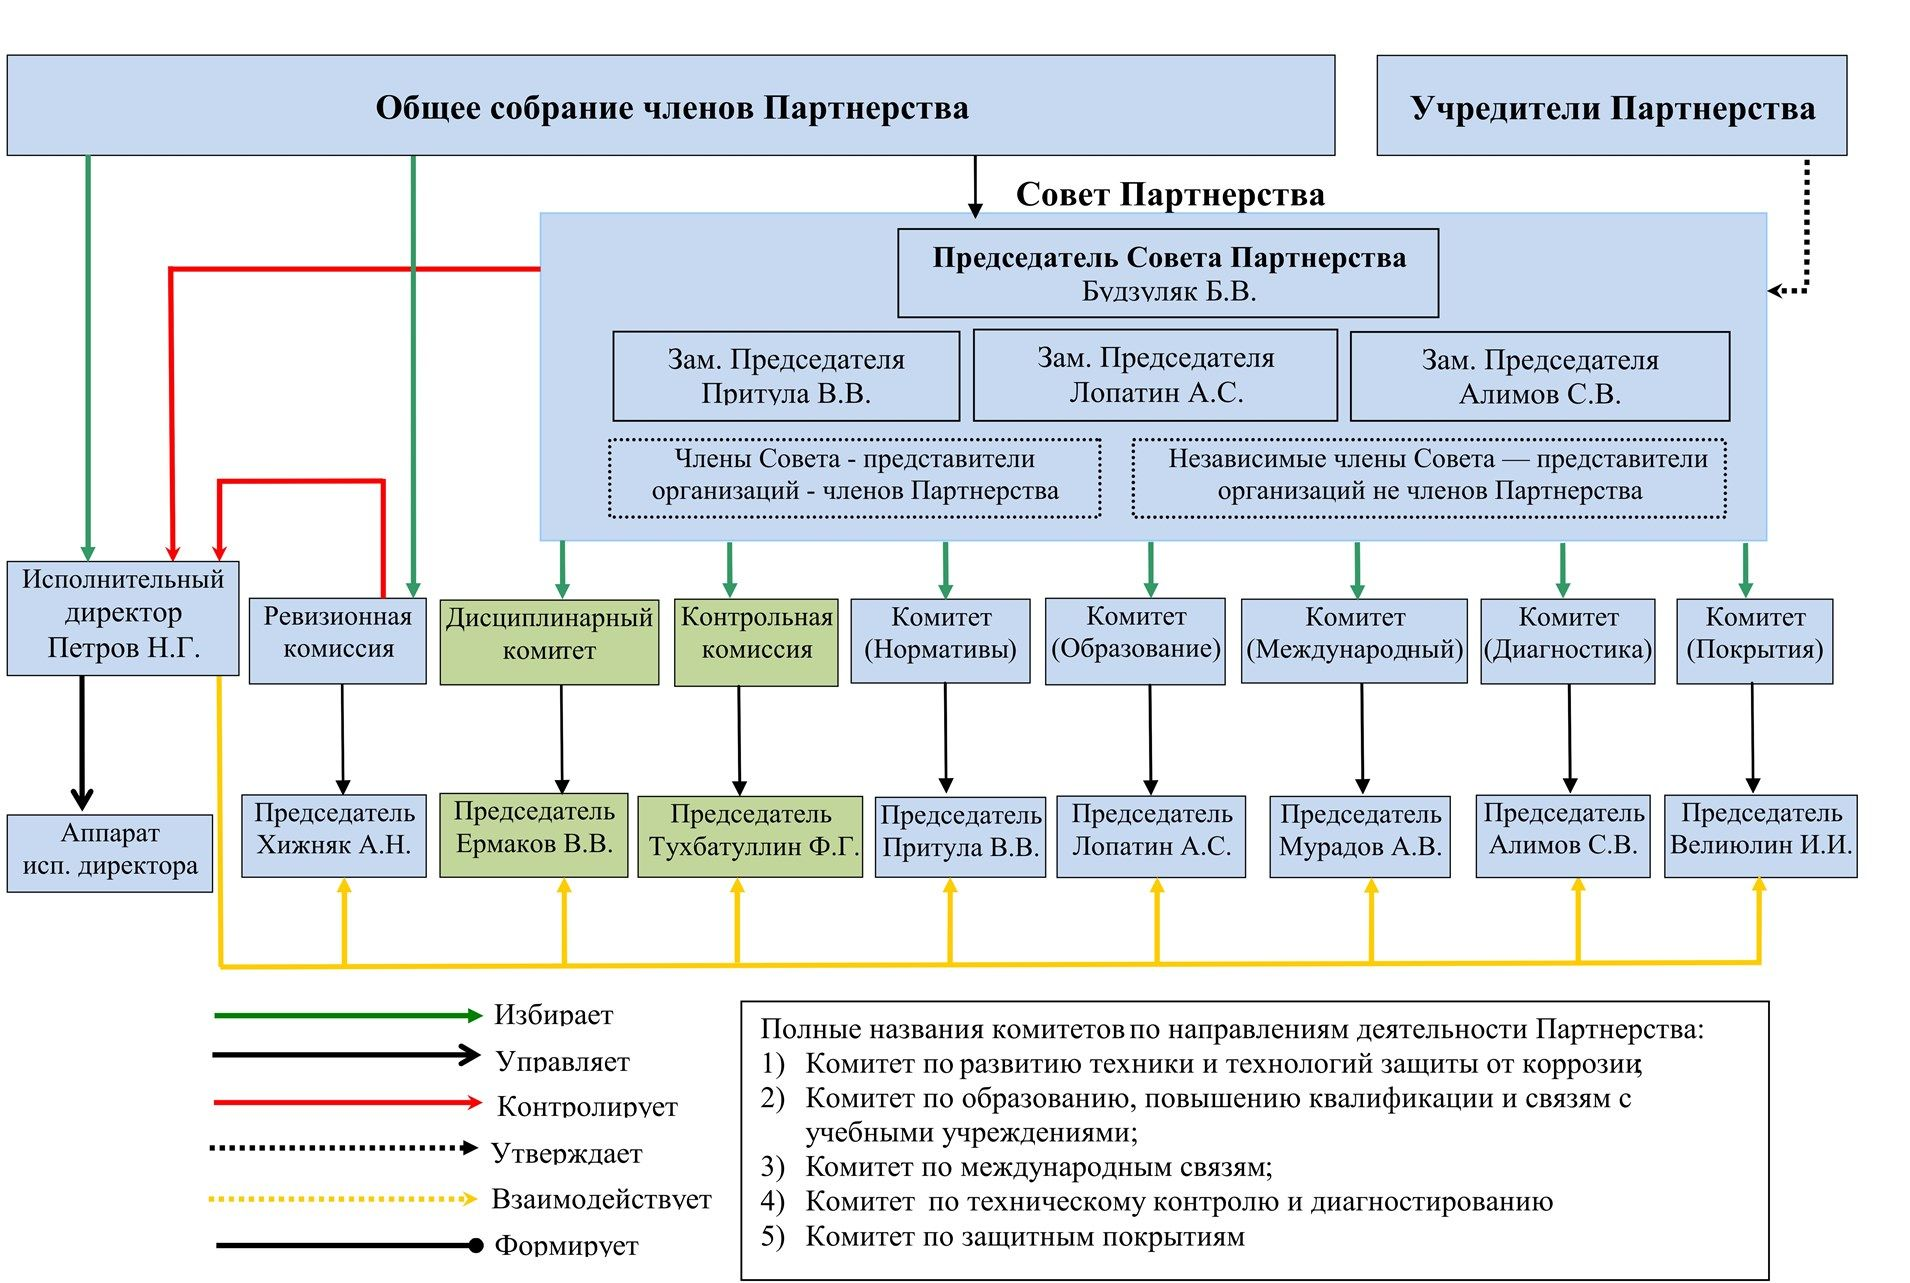 Общее собрание членов Партнерства
Учредители Партнерства
Совет Партнерства
Председатель Совета Партнерства
Будзуляк Б.В.
Зам. Председателя
Притула В.В.
Зам. Председателя
Лопатин А.С.
Зам. Председателя
Алимов С.В.
Члены Совета - представители
организаций - членов Партнерства
Независимые члены Совета — представители
организаций не членов Партнерства
Исполнительный
директор
Петров Н.Г.
Ревизионная
комиссия
Дисциплинарный
комитет
Контрольная
комиссия
Комитет
(Нормативы)
Комитет
(Образование)
Комитет
(Международный)
Комитет
(Диагностика)
Комитет
(Покрытия)
Аппарат
исп. директора
Председатель
Хижняк А.Н.
Председатель
Ермаков В.В.
Председатель
Тухбатуллин Ф.Г.
Председатель
Притула В.В.
Председатель
Лопатин А.С.
Председатель
Мурадов А.В.
Председатель
Алимов С.В.
Председатель
Велиюлин И.И.
Избирает
Управляет
Контролирует
Утверждает
Взаимодействует
Формирует
Полные названия комитетов по направлениям деятельности Партнерства:
1) Комитет по развитию техники и технологий защиты от коррозии;
2) Комитет по образованию, повышению квалификации и связям с
учебными учреждениями;
3) Комитет по международным связям;
4) Комитет по техническому контролю и диагностированию
5) Комитет по защитным покрытиям